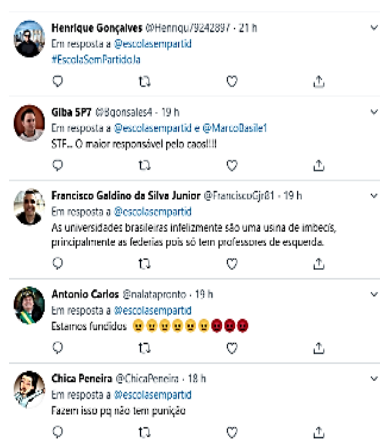 Henrique Gonçalves @Henriqu79242897 · 21 h
Em resposta a @escolasempartid
#EscolaSemPartidoJa
Giba SP7 @Bgonsales4 · 19 h
Em resposta a @escolasempartid e @MarcoBasile1
STF... O maior responsável pelo caos!!!!
Francisco Galdino da Silva Junior @FranciscoGjr81 · 19 h
Em resposta a @escolasempartid
As universidades brasileiras infelizmente são uma usina de imbecís,
principalmente as federias pois só tem professores de esquerda.
Antonio Carlos @nalatapronto · 19 h
Em resposta a @escolasempartid
Estamos fundidos 😠😠😠😠😠😠😡😡😡
Chica Peneira @ChicaPeneira · 18 h
Em resposta a @escolasempartid
Fazem isso pq não tem punição